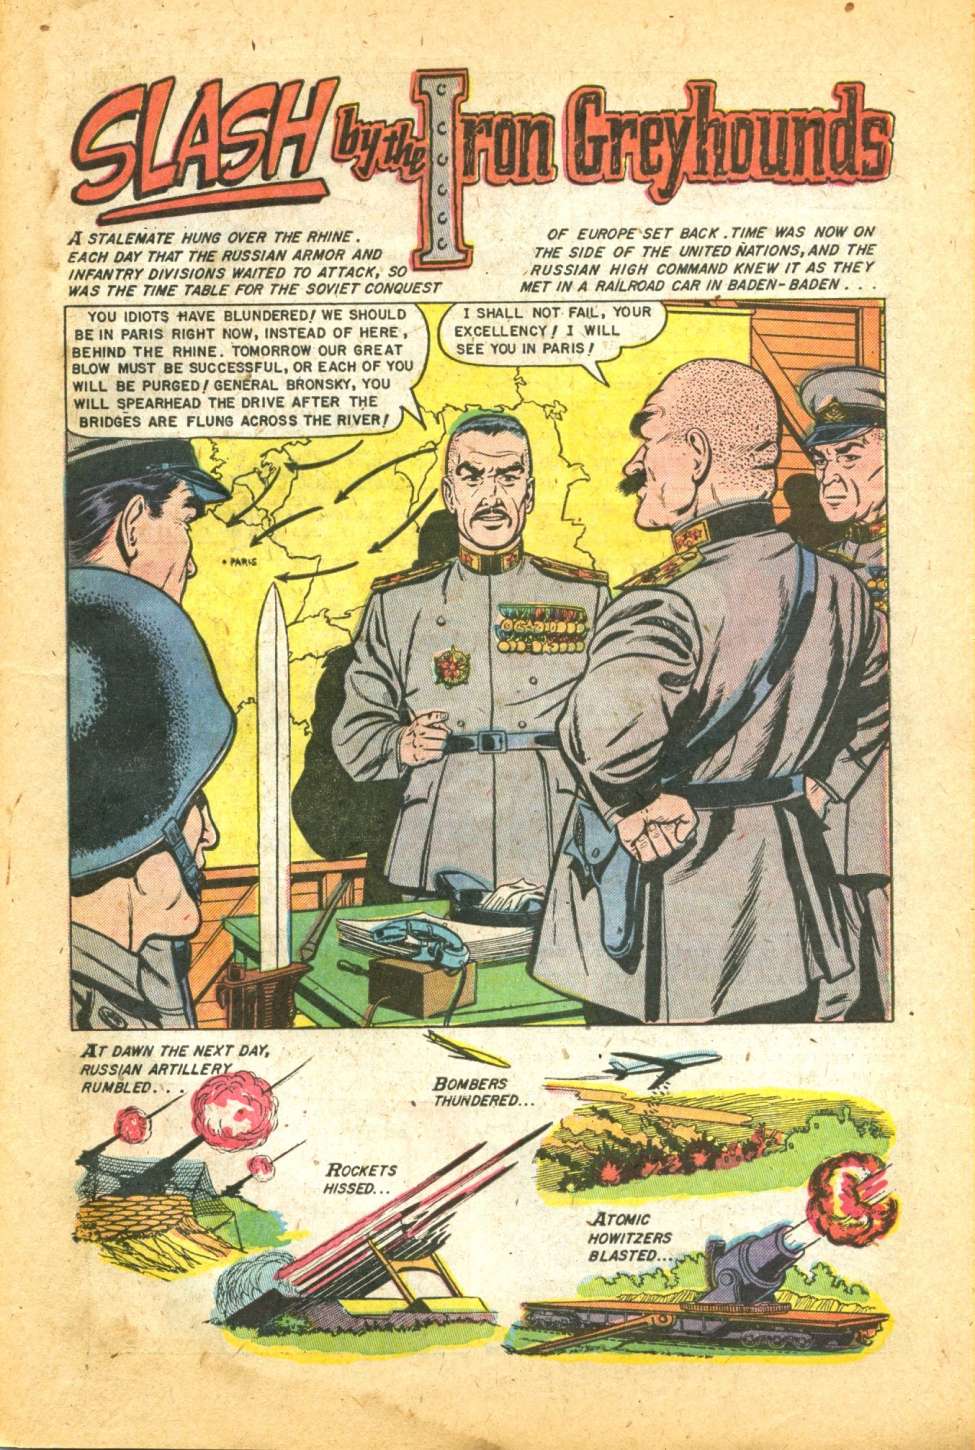 SLASH by the Iron Greyhounds
A STALEMATE HUNG OVER THE RHINE.
EACH DAY THAT THE RUSSIAN ARMOR AND
INFANTRY DIVISIONS WAITED TO ATTACK, SO
WAS THE TIME TABLE FOR THE SOVIET CONQUEST
OF EUROPE SET BACK. TIME WAS NOW ON
THE SIDE OF THE UNITED NATIONS, AND THE
RUSSIAN HIGH COMMAND KNEW IT AS THEY
MET IN A RAILROAD CAR IN BADEN-BADEN...
YOU IDIOTS HAVE BLUNDERED! WE SHOULD
BE IN PARIS RIGHT NOW, INSTEAD OF HERE,
BEHIND THE RHINE. TOMORROW OUR GREAT
BLOW MUST BE SUCCESSFUL, OR EACH OF YOU
WILL BE PURGED! GENERAL BRONSKY, YOU
WILL SPEARHEAD THE DRIVE AFTER THE
BRIDGES ARE FLUNG ACROSS THE RIVER!
I SHALL NOT FAIL, YOUR
EXCELLENCY! I WILL
SEE YOU IN PARIS!
PARIS
AT DAWN THE NEXT DAY,
RUSSIAN ARTILLERY
RUMBLED...
ROCKETS
HISSED...
BOMBERS
THUNDERED...
ATOMIC
HOWITZERS
BLASTED...